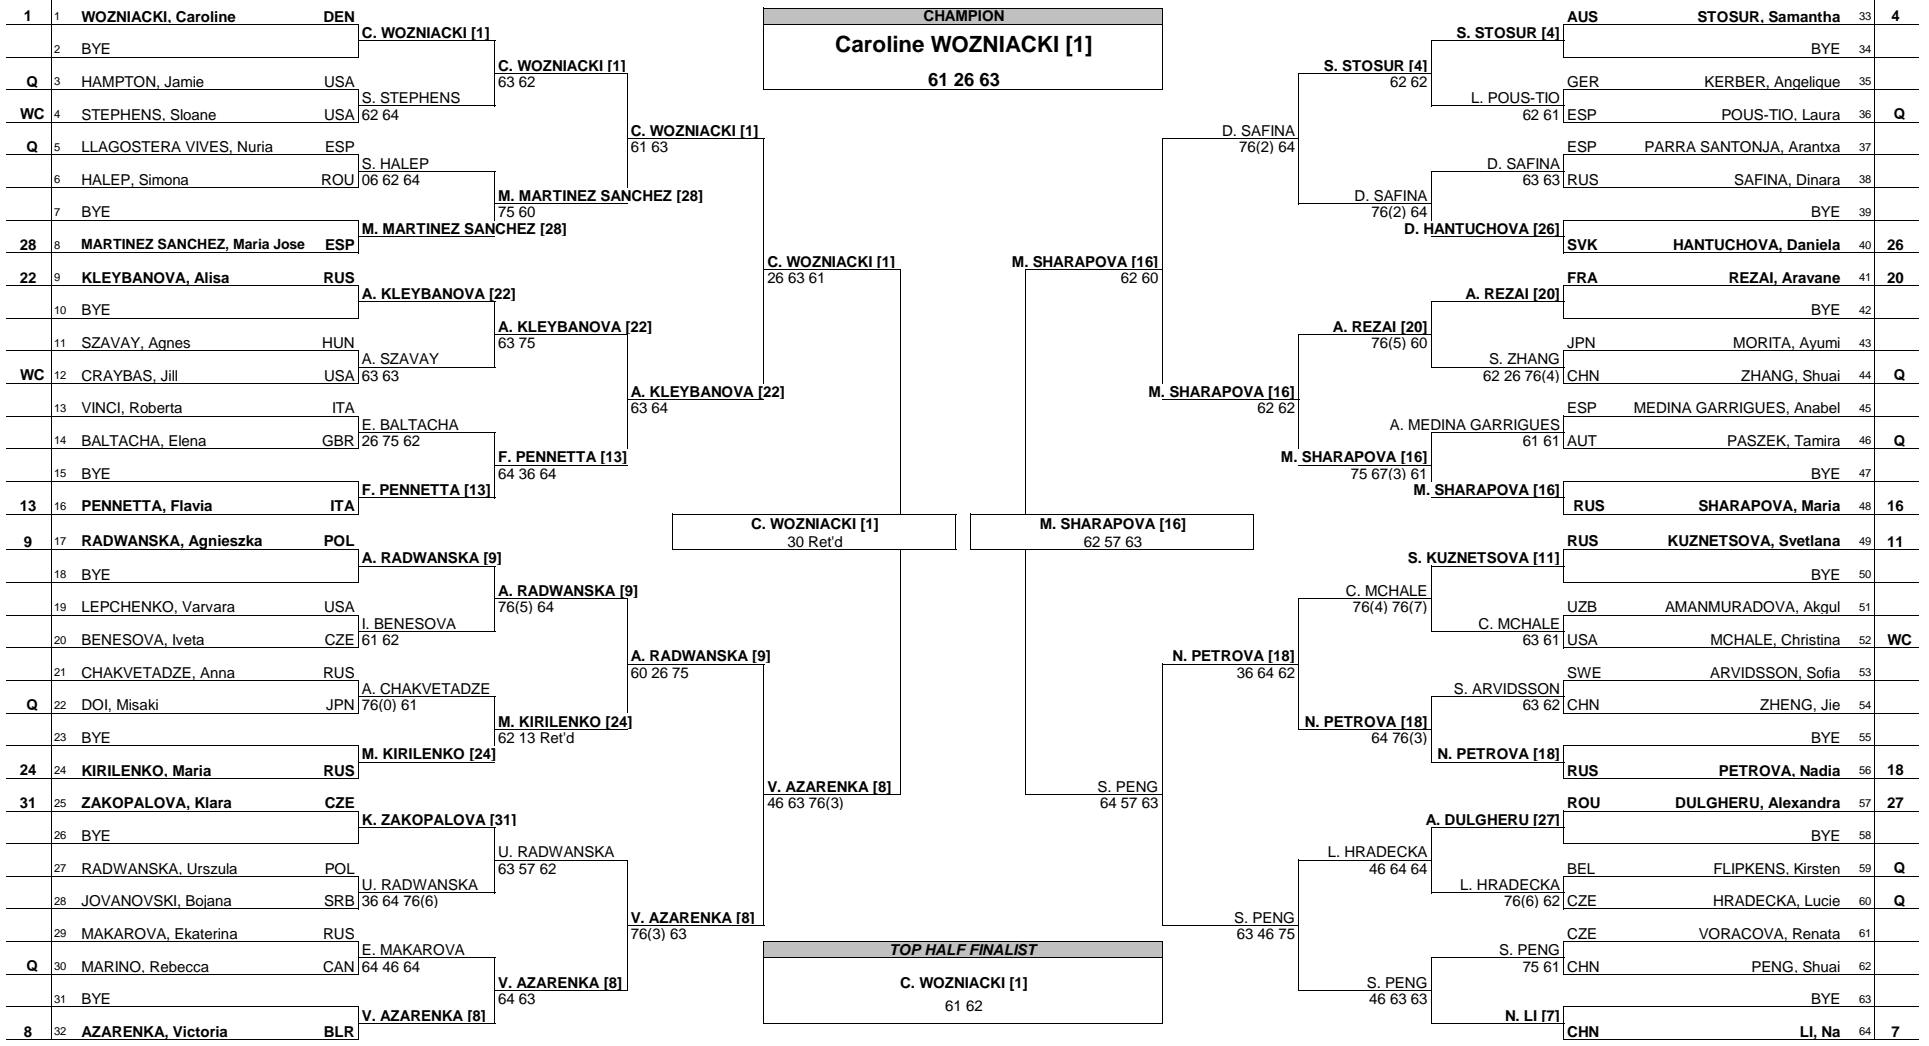 1 1 WOZNIACKI, Caroline DEN
2 BYE
Q 3 HAMPTON, Jamie USA
WC 4 STEPHENS, Sloane USA
Q 5 LLAGOSTERA VIVES, Nuria ESP
6 HALEP, Simona ROU
7 BYE
28 8 MARTINEZ SANCHEZ, Maria Jose ESP
22 9 KLEYBANOVA, Alisa RUS
10 BYE
11 SZAVAY, Agnes HUN
WC 12 CRAYBAS, Jill USA
13 VINCI, Roberta ITA
14 BALTACHA, Elena GBR
15 BYE
13 16 PENNETTA, Flavia ITA
9 17 RADWANSKA, Agnieszka POL
18 BYE
19 LEPCHENKO, Varvara USA
20 BENESOVA, Iveta CZE
21 CHAKVETADZE, Anna RUS
Q 22 DOI, Misaki JPN
23 BYE
24 24 KIRILENKO, Maria RUS
31 25 ZAKOPALOVA, Klara CZE
26 BYE
27 RADWANSKA, Urszula POL
28 JOVANOVSKI, Bojana SRB
29 MAKAROVA, Ekaterina RUS
Q 30 MARINO, Rebecca CAN
31 BYE
8 32 AZARENKA, Victoria BLR
C. WOZNIACKI [1]
S. STEPHENS
62 64
S. HALEP
06 62 64
M. MARTINEZ SANCHEZ [28]
A. KLEYBANOVA [22]
A. SZAVAY
63 63
E. BALTACHA
26 75 62
F. PENNETTA [13]
A. RADWANSKA [9]
I. BENESOVA
61 62
A. CHAKVETADZE
76(0) 61
M. KIRILENKO [24]
K. ZAKOPALOVA [31]
U. RADWANSKA
36 64 76(6)
E. MAKAROVA
64 46 64
V. AZARENKA [8]
C. WOZNIACKI [1]
63 62
M. MARTINEZ SANCHEZ [28]
75 60
A. KLEYBANOVA [22]
63 75
F. PENNETTA [13]
64 36 64
A. RADWANSKA [9]
76(5) 64
M. KIRILENKO [24]
62 13 Ret'd
U. RADWANSKA
63 57 62
V. AZARENKA [8]
64 63
C. WOZNIACKI [1]
61 63
A. KLEYBANOVA [22]
63 64
A. RADWANSKA [9]
60 26 75
V. AZARENKA [8]
76(3) 63
C. WOZNIACKI [1]
26 63 61
V. AZARENKA [8]
46 63 76(3)
CHAMPION
Caroline WOZNIACKI [1]
61 26 63
C. WOZNIACKI [1]
30 Ret'd
M. SHARAPOVA [16]
62 57 63
TOP HALF FINALIST
C. WOZNIACKI [1]
61 62
M. SHARAPOVA [16]
62 60
S. PENG
64 57 63
D. SAFINA
76(2) 64
M. SHARAPOVA [16]
62 62
N. PETROVA [18]
36 64 62
S. PENG
63 46 75
S. STOSUR [4]
62 62
D. SAFINA
76(2) 64
A. REZAI [20]
76(5) 60
M. SHARAPOVA [16]
75 67(3) 61
C. MCHALE
76(4) 76(7)
N. PETROVA [18]
64 76(3)
L. HRADECKA
46 64 64
S. PENG
46 63 63
S. STOSUR [4]
L. POUS-TIO
62 61
D. SAFINA
63 63
D. HANTUCHOVA [26]
A. REZAI [20]
S. ZHANG
62 26 76(4)
A. MEDINA GARRIGUES
61 61
M. SHARAPOVA [16]
S. KUZNETSOVA [11]
C. MCHALE
63 61
S. ARVIDSSON
63 62
N. PETROVA [18]
A. DULGHERU [27]
L. HRADECKA
76(6) 62
S. PENG
75 61
N. LI [7]
AUS STOSUR, Samantha 33 4
BYE 34
GER KERBER, Angelique 35
ESP POUS-TIO, Laura 36 Q
ESP PARRA SANTONJA, Arantxa 37
RUS SAFINA, Dinara 38
BYE 39
SVK HANTUCHOVA, Daniela 40 26
FRA REZAI, Aravane 41 20
BYE 42
JPN MORITA, Ayumi 43
CHN ZHANG, Shuai 44 Q
ESP MEDINA GARRIGUES, Anabel 45
AUT PASZEK, Tamira 46 Q
BYE 47
RUS SHARAPOVA, Maria 48 16
RUS KUZNETSOVA, Svetlana 49 11
BYE 50
UZB AMANMURADOVA, Akgul 51
USA MCHALE, Christina 52 WC
SWE ARVIDSSON, Sofia 53
CHN ZHENG, Jie 54
BYE 55
RUS PETROVA, Nadia 56 18
ROU DULGHERU, Alexandra 57 27
BYE 58
BEL FLIPKENS, Kirsten 59 Q
CZE HRADECKA, Lucie 60 Q
CZE VORACOVA, Renata 61
CHN PENG, Shuai 62
BYE 63
CHN LI, Na 64 7